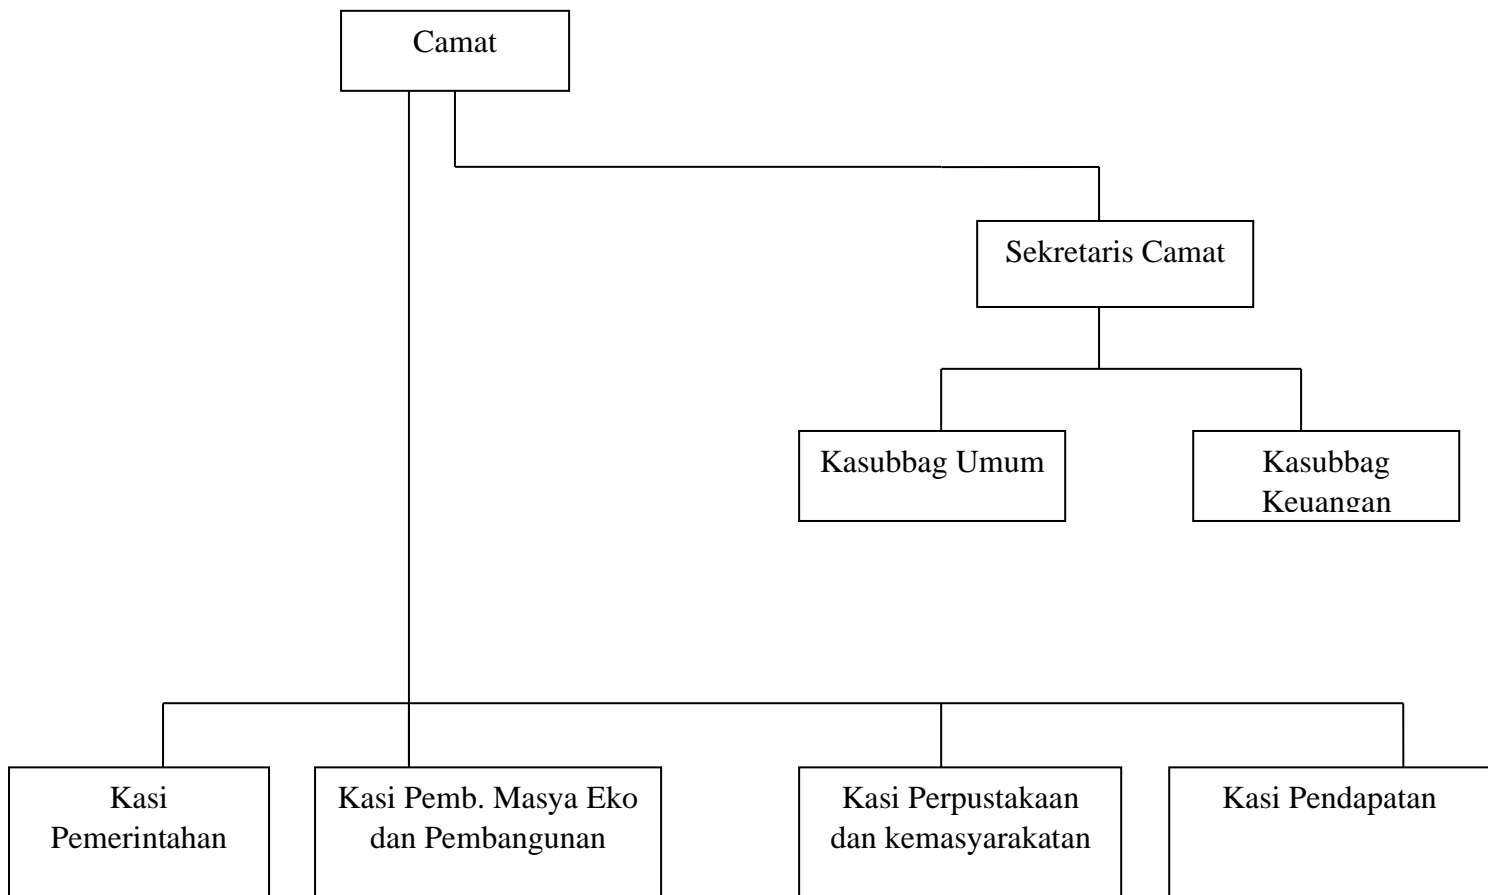 Camat
Sekretaris Camat
Kasubbag Umum
Kasubbag
Keuangan
Kasi
Pemerintahan
Kasi Pemb. Masya Eko
dan Pembangunan
Kasi Perpustakaan
dan kemasyarakatan
Kasi Pendapatan